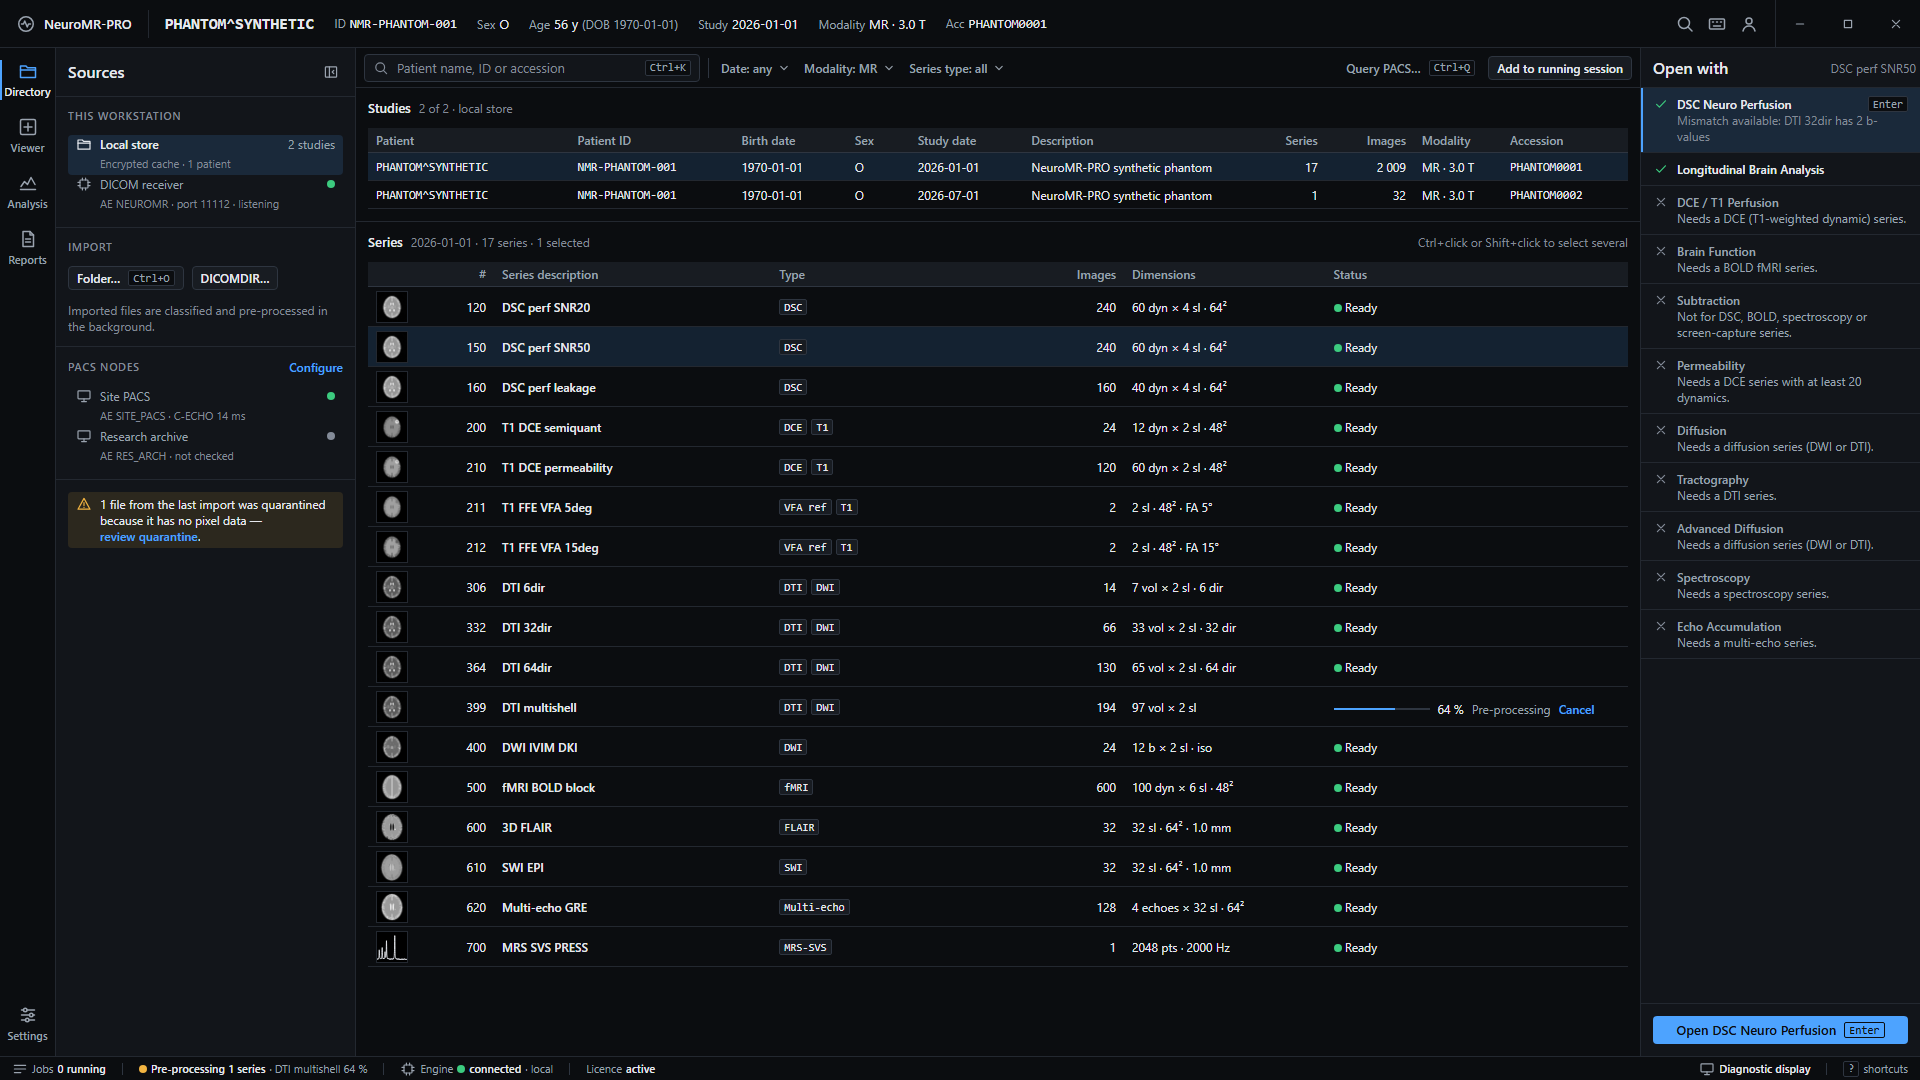 NeuroMR-PRO PHANTOM^SYNTHETIC ID NMR-PHANTOM-001 Sex O Age 56 y (DOB 1970-01-01) Study 2026-01-01 Modality MR · 3.0 T Acc PHANTOM0001
Directory
Viewer
Analysis
Reports
Settings
Sources
THIS WORKSTATION
Local store 2 studies
Encrypted cache · 1 patient
DICOM receiver
AE NEUROMR · port 11112 · listening
IMPORT
Folder... Ctrl+O DICOMDIR...
Imported files are classified and pre-processed in
the background.
PACS NODES Configure
Site PACS
AE SITE_PACS · C-ECHO 14 ms
Research archive
AE RES_ARCH · not checked
1 file from the last import was quarantined
because it has no pixel data —
review quarantine.
Patient name, ID or accession Ctrl+K Date: any Modality: MR Series type: all Query PACS... Ctrl+Q Add to running session
Studies 2 of 2 · local store
Patient Patient ID Birth date Sex Study date Description Series Images Modality Accession
PHANTOM^SYNTHETIC NMR-PHANTOM-001 1970-01-01 O 2026-01-01 NeuroMR-PRO synthetic phantom 17 2 009 MR · 3.0 T PHANTOM0001
PHANTOM^SYNTHETIC NMR-PHANTOM-001 1970-01-01 O 2026-07-01 NeuroMR-PRO synthetic phantom 1 32 MR · 3.0 T PHANTOM0002
Series 2026-01-01 · 17 series · 1 selected Ctrl+click or Shift+click to select several
# Series description Type Images Dimensions Status
120 DSC perf SNR20 DSC 240 60 dyn × 4 sl · 64² Ready
150 DSC perf SNR50 DSC 240 60 dyn × 4 sl · 64² Ready
160 DSC perf leakage DSC 160 40 dyn × 4 sl · 64² Ready
200 T1 DCE semiquant DCE T1 24 12 dyn × 2 sl · 48² Ready
210 T1 DCE permeability DCE T1 120 60 dyn × 2 sl · 48² Ready
211 T1 FFE VFA 5deg VFA ref T1 2 2 sl · 48² · FA 5° Ready
212 T1 FFE VFA 15deg VFA ref T1 2 2 sl · 48² · FA 15° Ready
306 DTI 6dir DTI DWI 14 7 vol × 2 sl · 6 dir Ready
332 DTI 32dir DTI DWI 66 33 vol × 2 sl · 32 dir Ready
364 DTI 64dir DTI DWI 130 65 vol × 2 sl · 64 dir Ready
399 DTI multishell DTI DWI 194 97 vol × 2 sl 64 % Pre-processing Cancel
400 DWI IVIM DKI DWI 24 12 b × 2 sl · iso Ready
500 fMRI BOLD block fMRI 600 100 dyn × 6 sl · 48² Ready
600 3D FLAIR FLAIR 32 32 sl · 64² · 1.0 mm Ready
610 SWI EPI SWI 32 32 sl · 64² · 1.0 mm Ready
620 Multi-echo GRE Multi-echo 128 4 echoes × 32 sl · 64² Ready
700 MRS SVS PRESS MRS-SVS 1 2048 pts · 2000 Hz Ready
Open with DSC perf SNR50
DSC Neuro Perfusion Enter
Mismatch available: DTI 32dir has 2 b-
values
Longitudinal Brain Analysis
DCE / T1 Perfusion
Needs a DCE (T1-weighted dynamic) series.
Brain Function
Needs a BOLD fMRI series.
Subtraction
Not for DSC, BOLD, spectroscopy or
screen-capture series.
Permeability
Needs a DCE series with at least 20
dynamics.
Diffusion
Needs a diffusion series (DWI or DTI).
Tractography
Needs a DTI series.
Advanced Diffusion
Needs a diffusion series (DWI or DTI).
Spectroscopy
Needs a spectroscopy series.
Echo Accumulation
Needs a multi-echo series.
Open DSC Neuro Perfusion Enter
Jobs 0 running Pre-processing 1 series · DTI multishell 64 % Engine connected · local Licence active Diagnostic display ? shortcuts